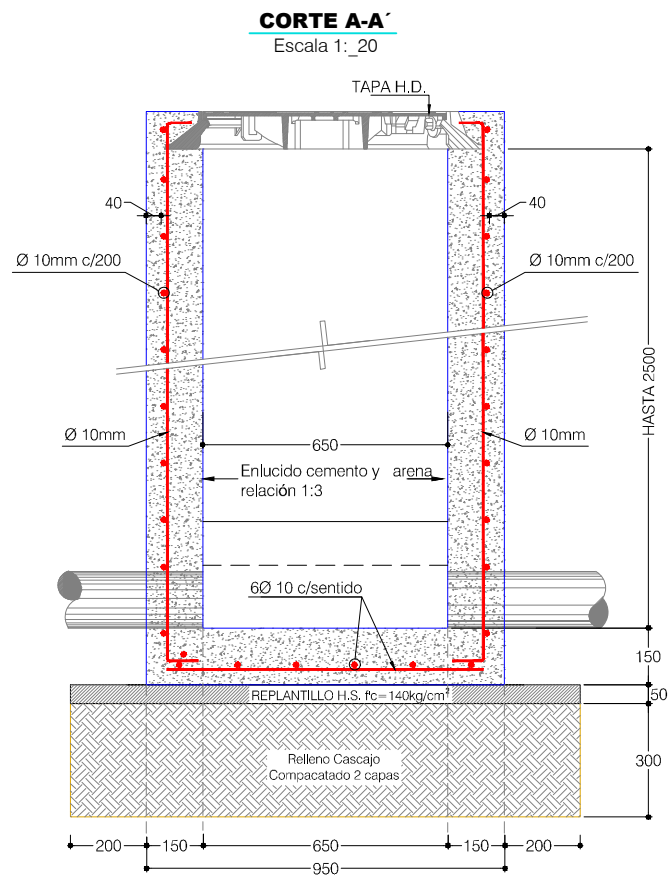 CORTE A-A´
Escala 1:_20
TAPA H.D.
40
40
Ø 10mm c/200
Ø 10mm c/200
HASTA 2500
Ø 10mm
Ø 10mm
650
Enlucido cemento y arena
relación 1:3
6Ø 10 c/sentido
150
REPLANTILLO H.S. f'c=140kg/cm²
50
Relleno Cascajo
Compacatado 2 capas
300
200
150
650
150
200
950